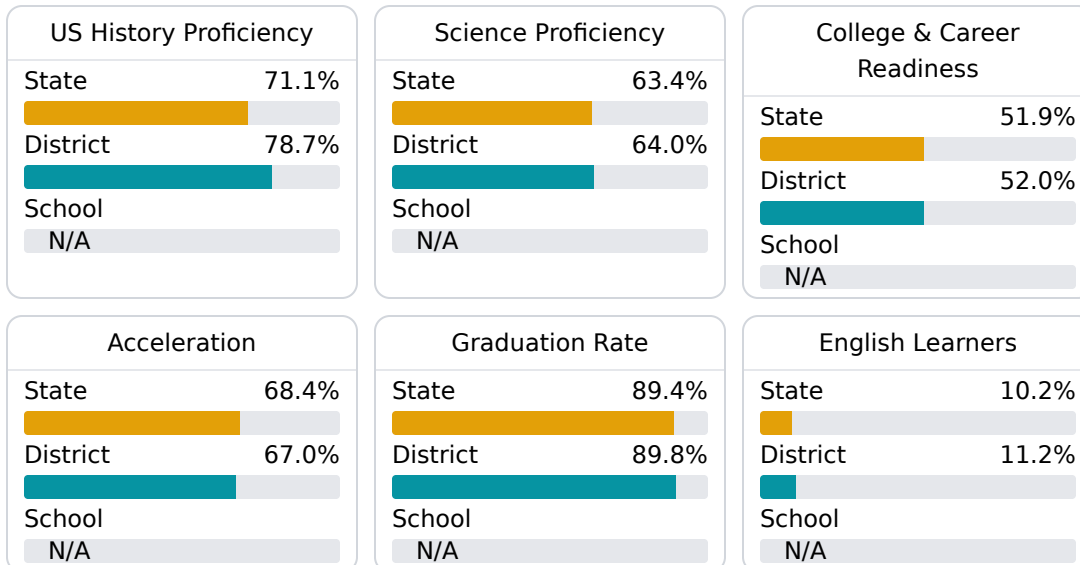 US History Proficiency
State 71.1%
District 78.7%
School
N/A
Science Proficiency
State 63.4%
District 64.0%
School
N/A
College & Career
Readiness
State 51.9%
District 52.0%
School
N/A
Acceleration
State 68.4%
District 67.0%
School
N/A
Graduation Rate
State 89.4%
District 89.8%
School
N/A
English Learners
State 10.2%
District 11.2%
School
N/A